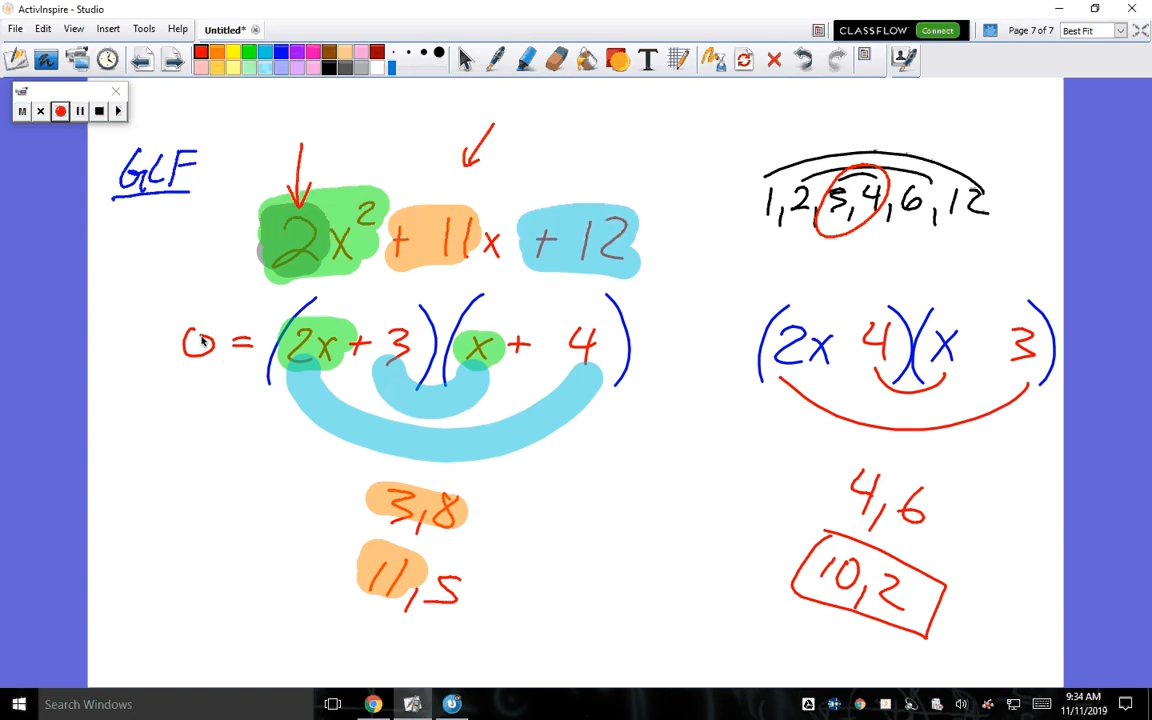 ActivInspire - Studio
File Edit View Insert Tools Help Untitled* CLASSFLOW Connect Page 7 of 7 Best Fit
T
M
GCF
1, 2, 3, 4, 6, 12
2x² + 11x + 12
0 = (2x + 3)(x + 4)
(2x 4)(x 3)
3, 8
4, 6
11, 5
10, 2
Search Windows
9:34 AM
11/11/2019